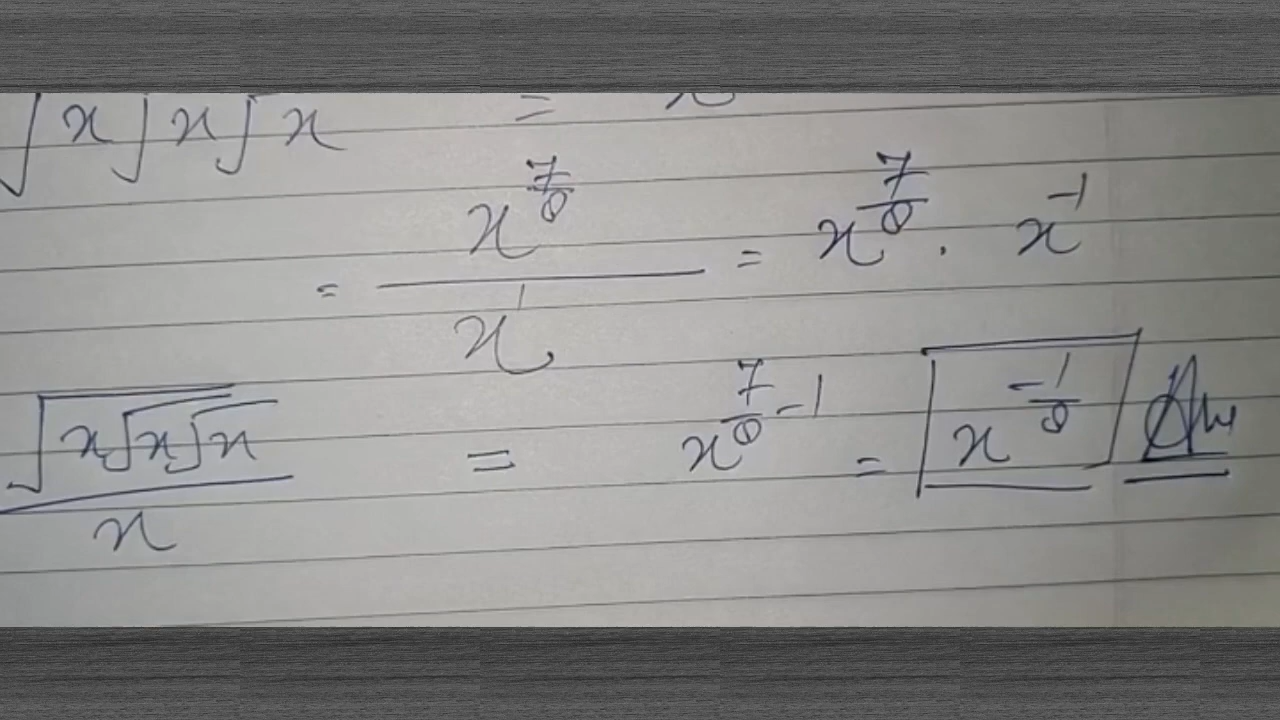 √x√x√x =
= x^(7/8) / x^1 = x^(7/8) . x^-1
√x√x√x / x = x^(7/8 - 1) = x^(-1/8) Ans